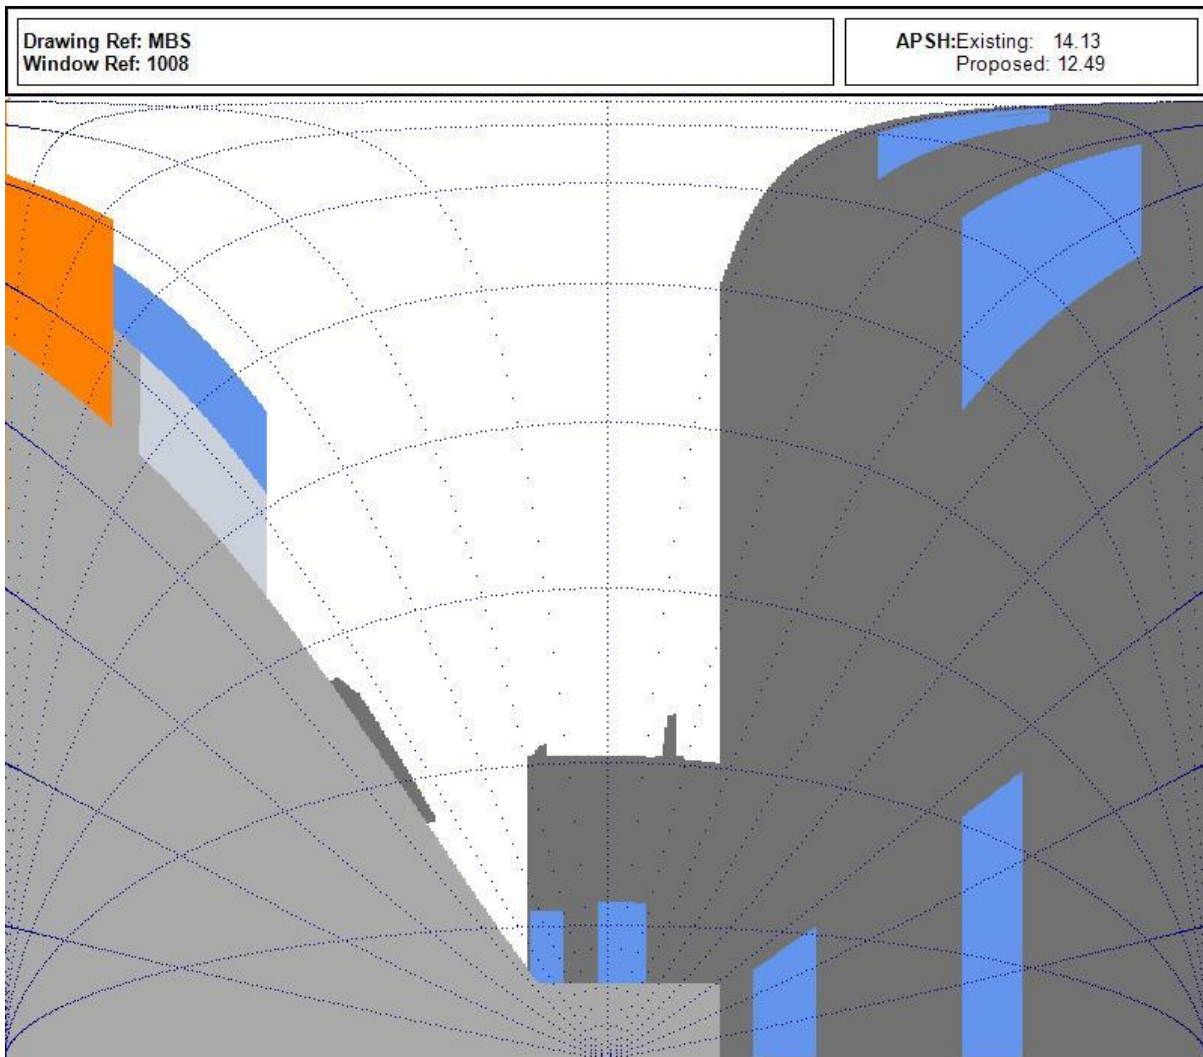 Drawing Ref: MBS
Window Ref: 1008
APSH:Existing: 14.13
Proposed: 12.49